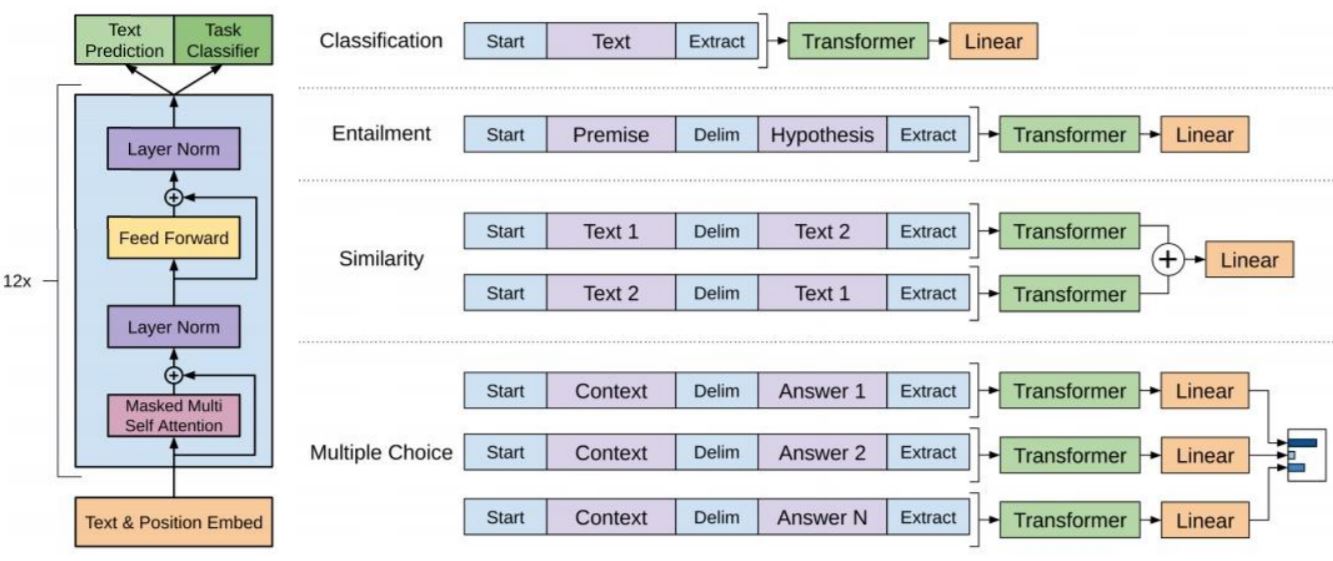 Text
Prediction
Task
Classifier
Layer Norm
Feed Forward
12x
Layer Norm
Masked Multi
Self Attention
Text & Position Embed
Classification Start Text Extract Transformer Linear
Entailment Start Premise Delim Hypothesis Extract Transformer Linear
Similarity
Start Text 1 Delim Text 2 Extract Transformer
Start Text 2 Delim Text 1 Extract Transformer
+ Linear
Multiple Choice
Start Context Delim Answer 1 Extract Transformer Linear
Start Context Delim Answer 2 Extract Transformer Linear
Start Context Delim Answer N Extract Transformer Linear